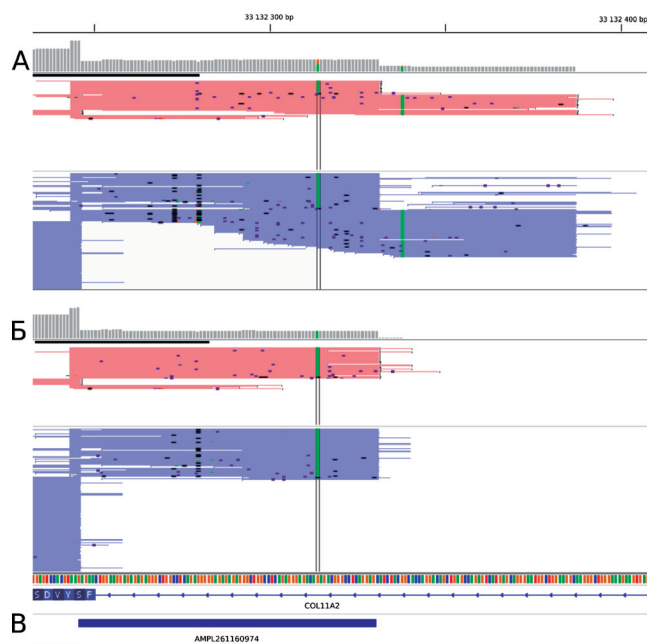 33 132 300 bp
33 132 400 bp
А
Б
S D V Y S F
COL11A2
В
AMPL261160974